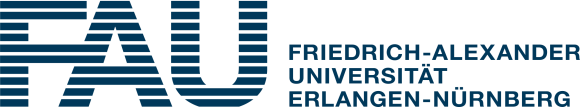 FAU
FRIEDRICH-ALEXANDER
UNIVERSITÄT
ERLANGEN-NÜRNBERG